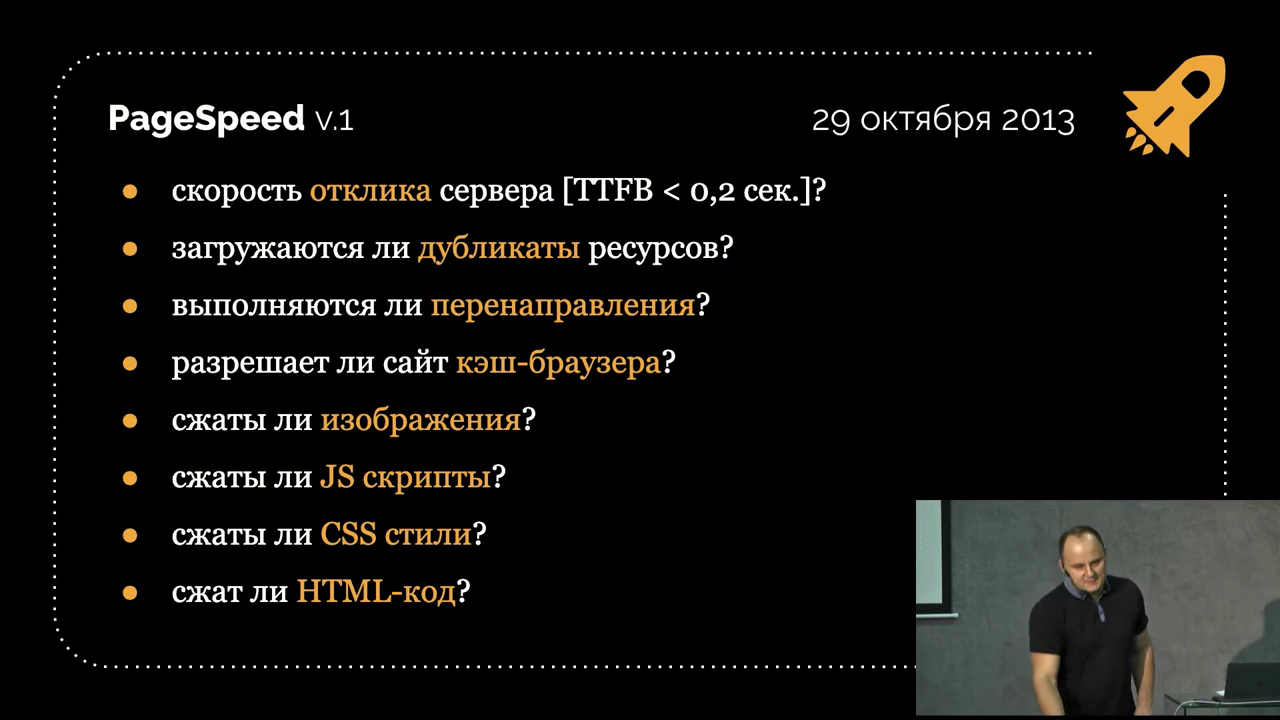 PageSpeed v.1
29 октября 2013
скорость отклика сервера [TTFB < 0,2 сек.]?
загружаются ли дубликаты ресурсов?
выполняются ли перенаправления?
разрешает ли сайт кэш-браузера?
сжаты ли изображения?
сжаты ли JS скрипты?
сжаты ли CSS стили?
сжат ли HTML-код?